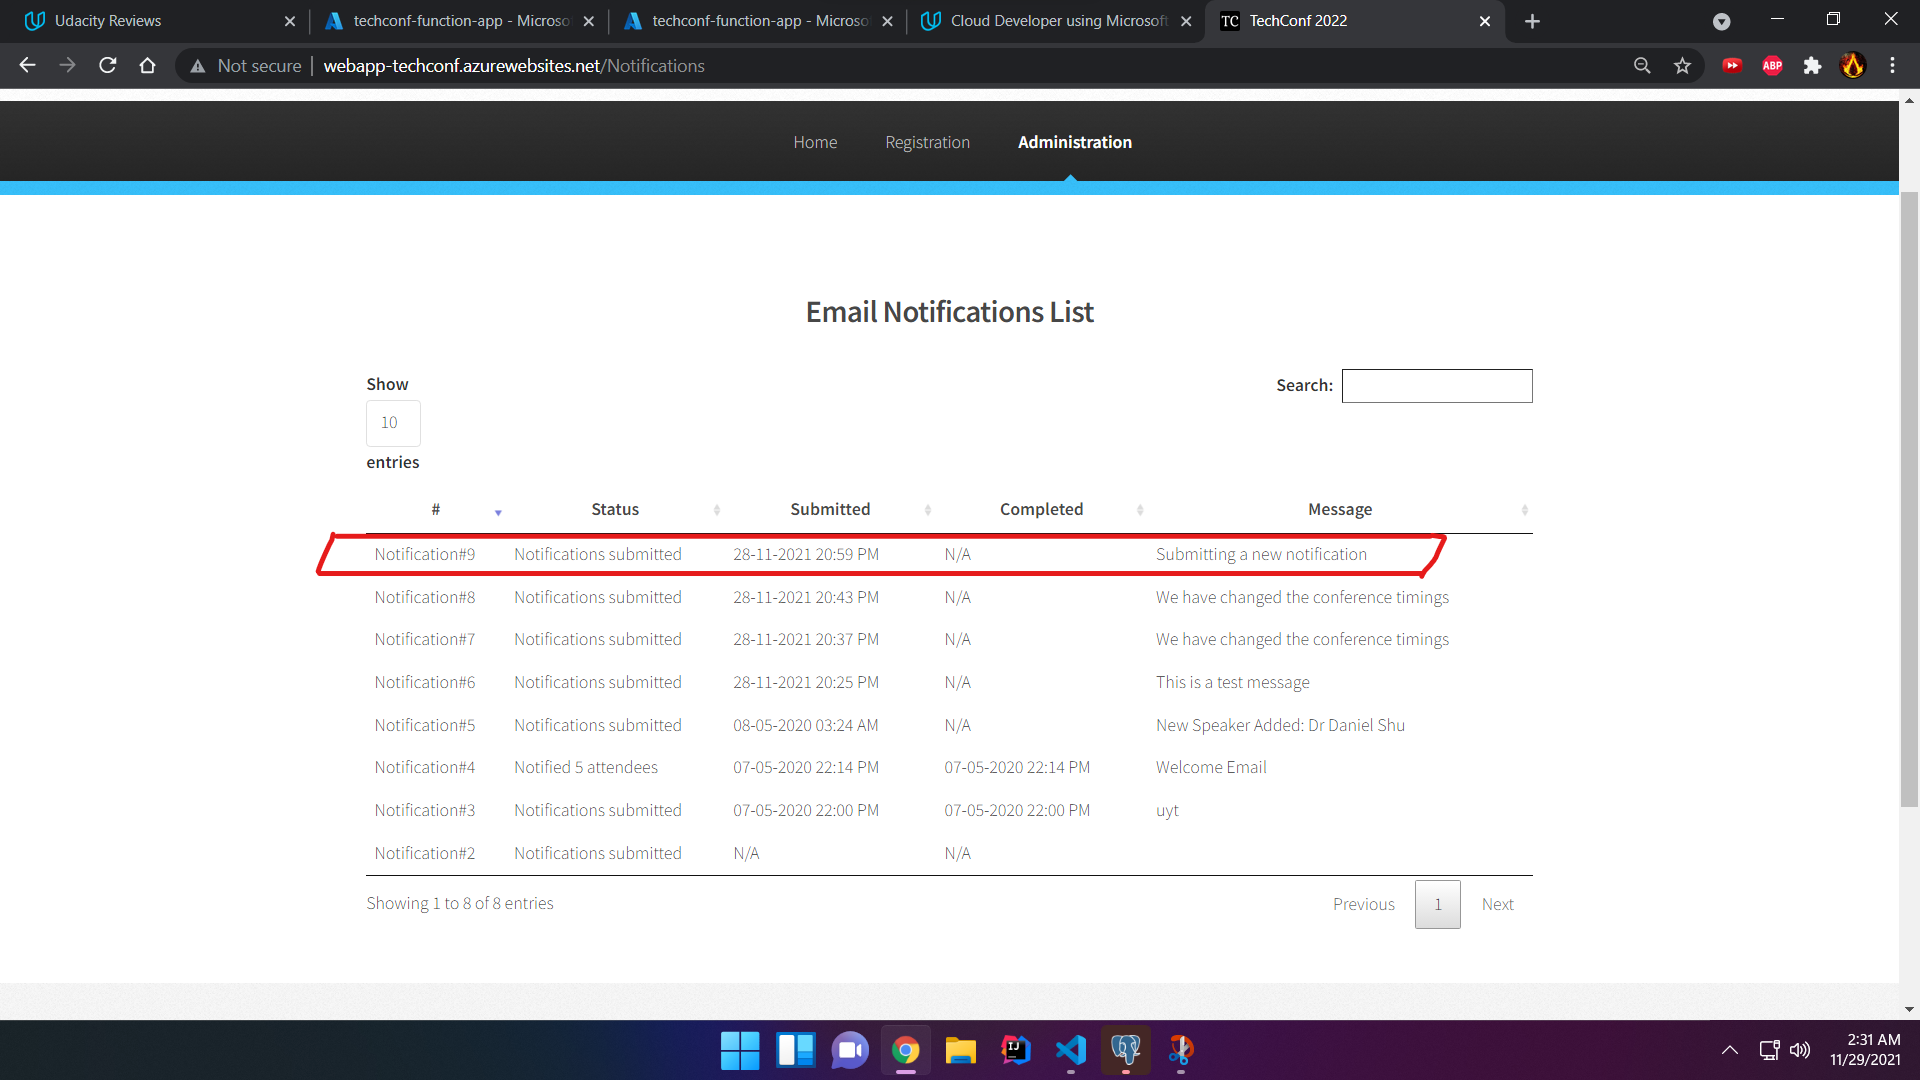 Udacity Reviews techconf-function-app - Microso techconf-function-app - Microso Cloud Developer using Microsoft TC TechConf 2022
Not secure webapp-techconf.azurewebsites.net/Notifications ABP
Home Registration Administration
Email Notifications List
Show
10
entries
Search:
# Status Submitted Completed Message
Notification#9 Notifications submitted 28-11-2021 20:59 PM N/A Submitting a new notification
Notification#8 Notifications submitted 28-11-2021 20:43 PM N/A We have changed the conference timings
Notification#7 Notifications submitted 28-11-2021 20:37 PM N/A We have changed the conference timings
Notification#6 Notifications submitted 28-11-2021 20:25 PM N/A This is a test message
Notification#5 Notifications submitted 08-05-2020 03:24 AM N/A New Speaker Added: Dr Daniel Shu
Notification#4 Notified 5 attendees 07-05-2020 22:14 PM 07-05-2020 22:14 PM Welcome Email
Notification#3 Notifications submitted 07-05-2020 22:00 PM 07-05-2020 22:00 PM uyt
Notification#2 Notifications submitted N/A N/A
Showing 1 to 8 of 8 entries Previous 1 Next
IJ
2:31 AM
11/29/2021